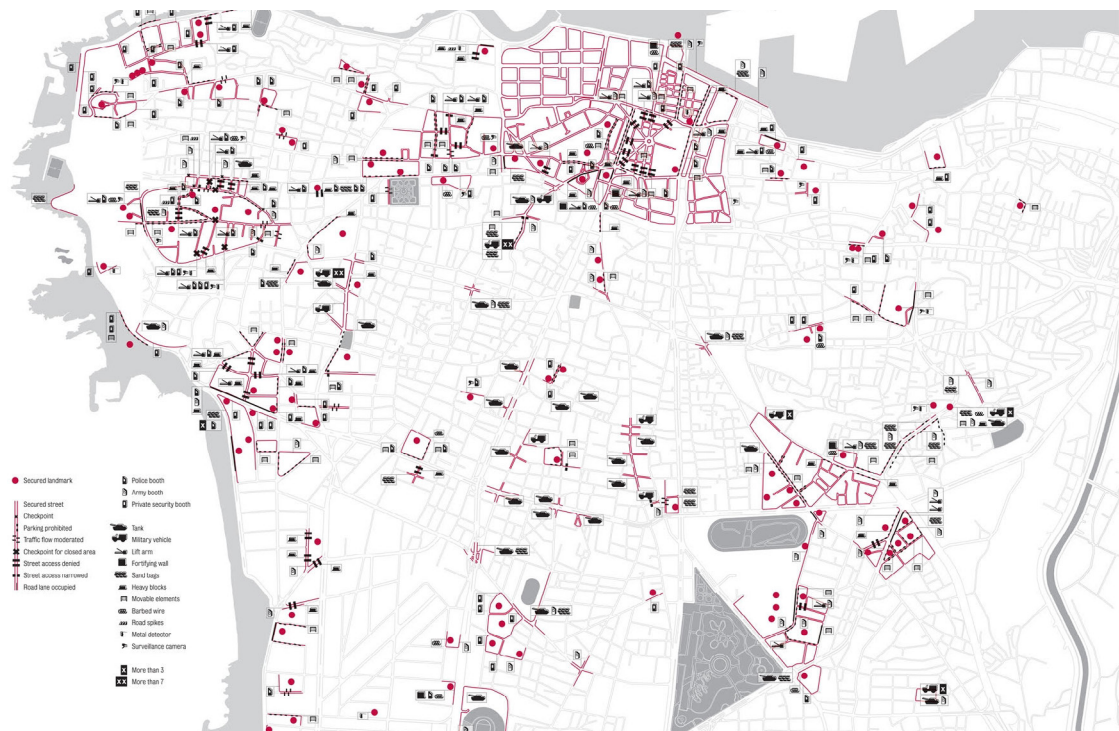 Secured landmark
Secured street
Checkpoint
Parking prohibited
Traffic flow moderated
Checkpoint for closed area
Street access denied
Street access narrowed
Road lane occupied
Police booth
Army booth
Private security booth
Tank
Military vehicle
Lift arm
Fortifying wall
Sand bags
Heavy blocks
Movable elements
Barbed wire
Road spikes
Metal detector
Surveillance camera
X More than 3
XX More than 7
XX
XX
X
X
X
X